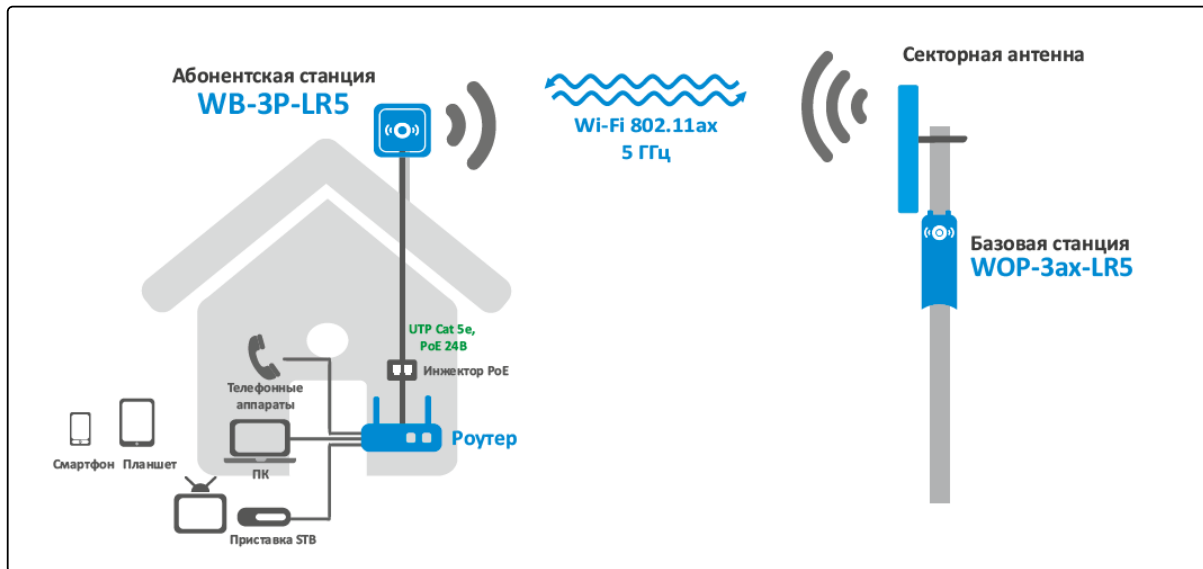 Абонентская станция
WB-3P-LR5
Wi-Fi 802.11ax
5 ГГц
Секторная антенна
Базовая станция
WOP-3ax-LR5
UTP Cat 5e,
PoE 24В
Инжектор PoE
Телефонные
аппараты
Роутер
Смартфон
Планшет
ПК
Приставка STB